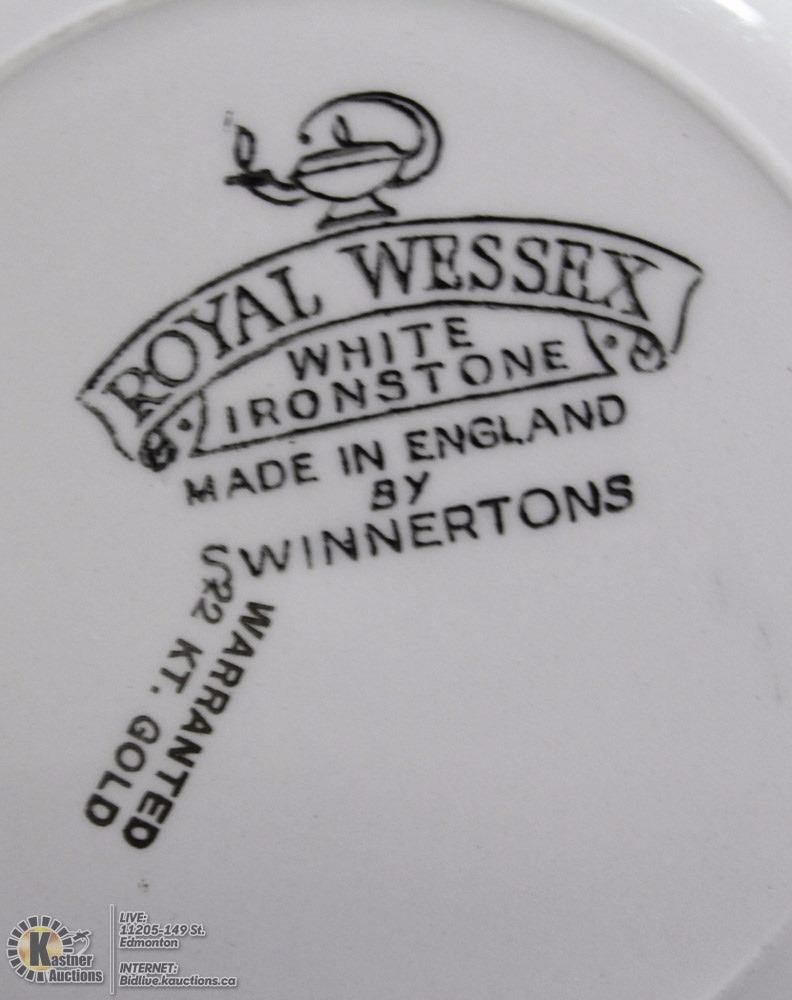 ROYAL WESSEX
WHITE
IRONSTONE
MADE IN ENGLAND
BY
SWINNERTONS
WARRANTED
22 KT. GOLD
Kastner
Auctions
LIVE:
11205-149 St.
Edmonton
INTERNET:
Bidlive.kauctions.ca